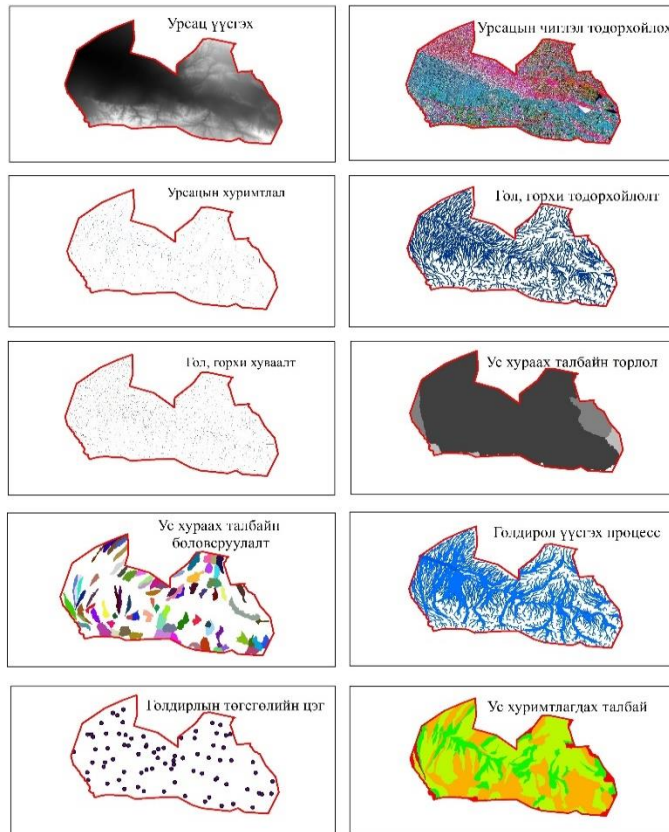 Урсац үүсгэх
Урсацын чиглэл тодорхойлох
Урсацын хуримтлал
Гол, горхи тодорхойлолт
Гол, горхи хуваалт
Ус хураах талбайн торлол
Ус хураах талбайн
боловсруулалт
Голдирол үүсгэх процесс
Голдирлын төгсгөлийн цэг
Ус хуримтлагдах талбай